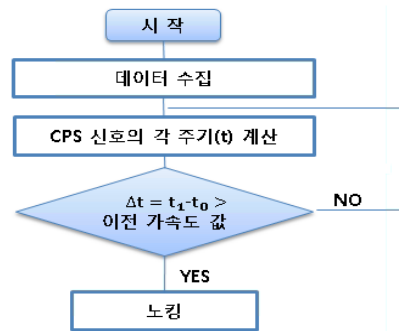 시 작
데이터 수집
CPS 신호의 각 주기(t) 계산
Δt = t₁-t₀ >
이전 가속도 값
NO
YES
노킹